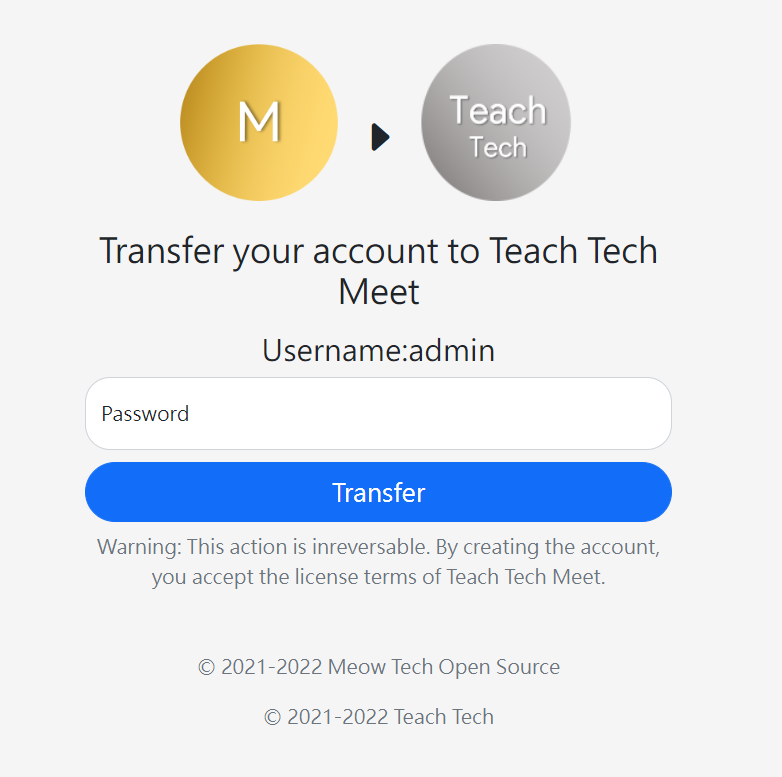 M
Teach
Tech
Transfer your account to Teach Tech
Meet
Username:admin
Password
Transfer
Warning: This action is inreversable. By creating the account,
you accept the license terms of Teach Tech Meet.
© 2021-2022 Meow Tech Open Source
© 2021-2022 Teach Tech